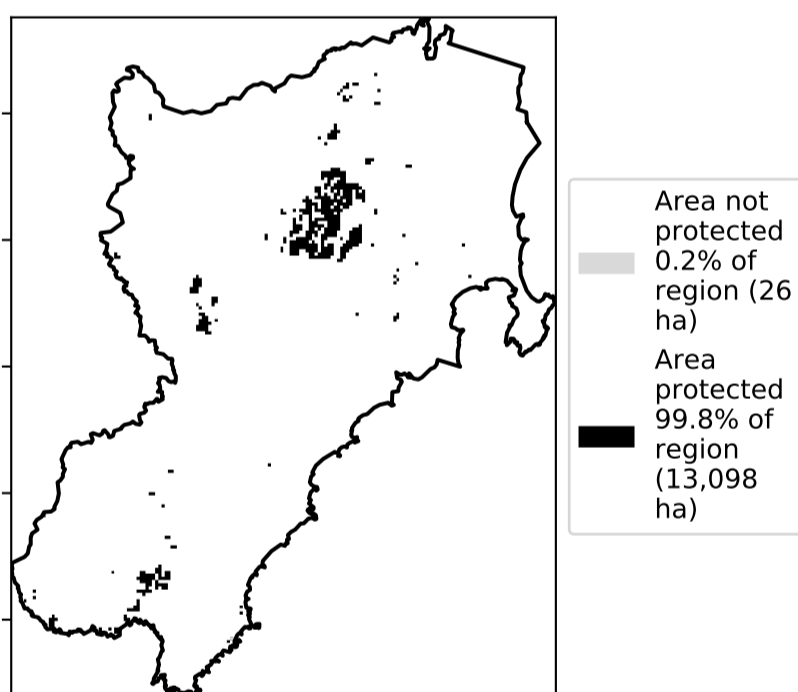 Area not
protected
0.2% of
region (26
ha)
Area
protected
99.8% of
region
(13,098
ha)